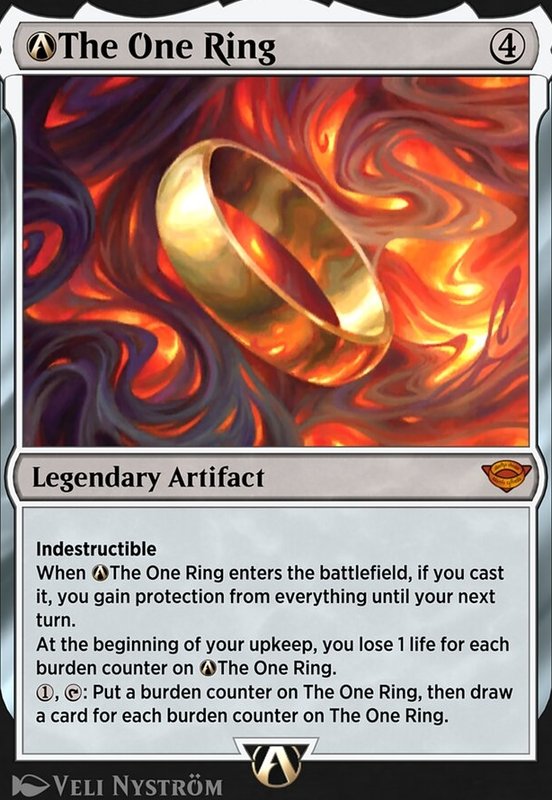 The One Ring 4
Legendary Artifact
Indestructible
When The One Ring enters the battlefield, if you cast
it, you gain protection from everything until your next
turn.
At the beginning of your upkeep, you lose 1 life for each
burden counter on The One Ring.
1, : Put a burden counter on The One Ring, then draw
a card for each burden counter on The One Ring.
VELI NYSTRÖM